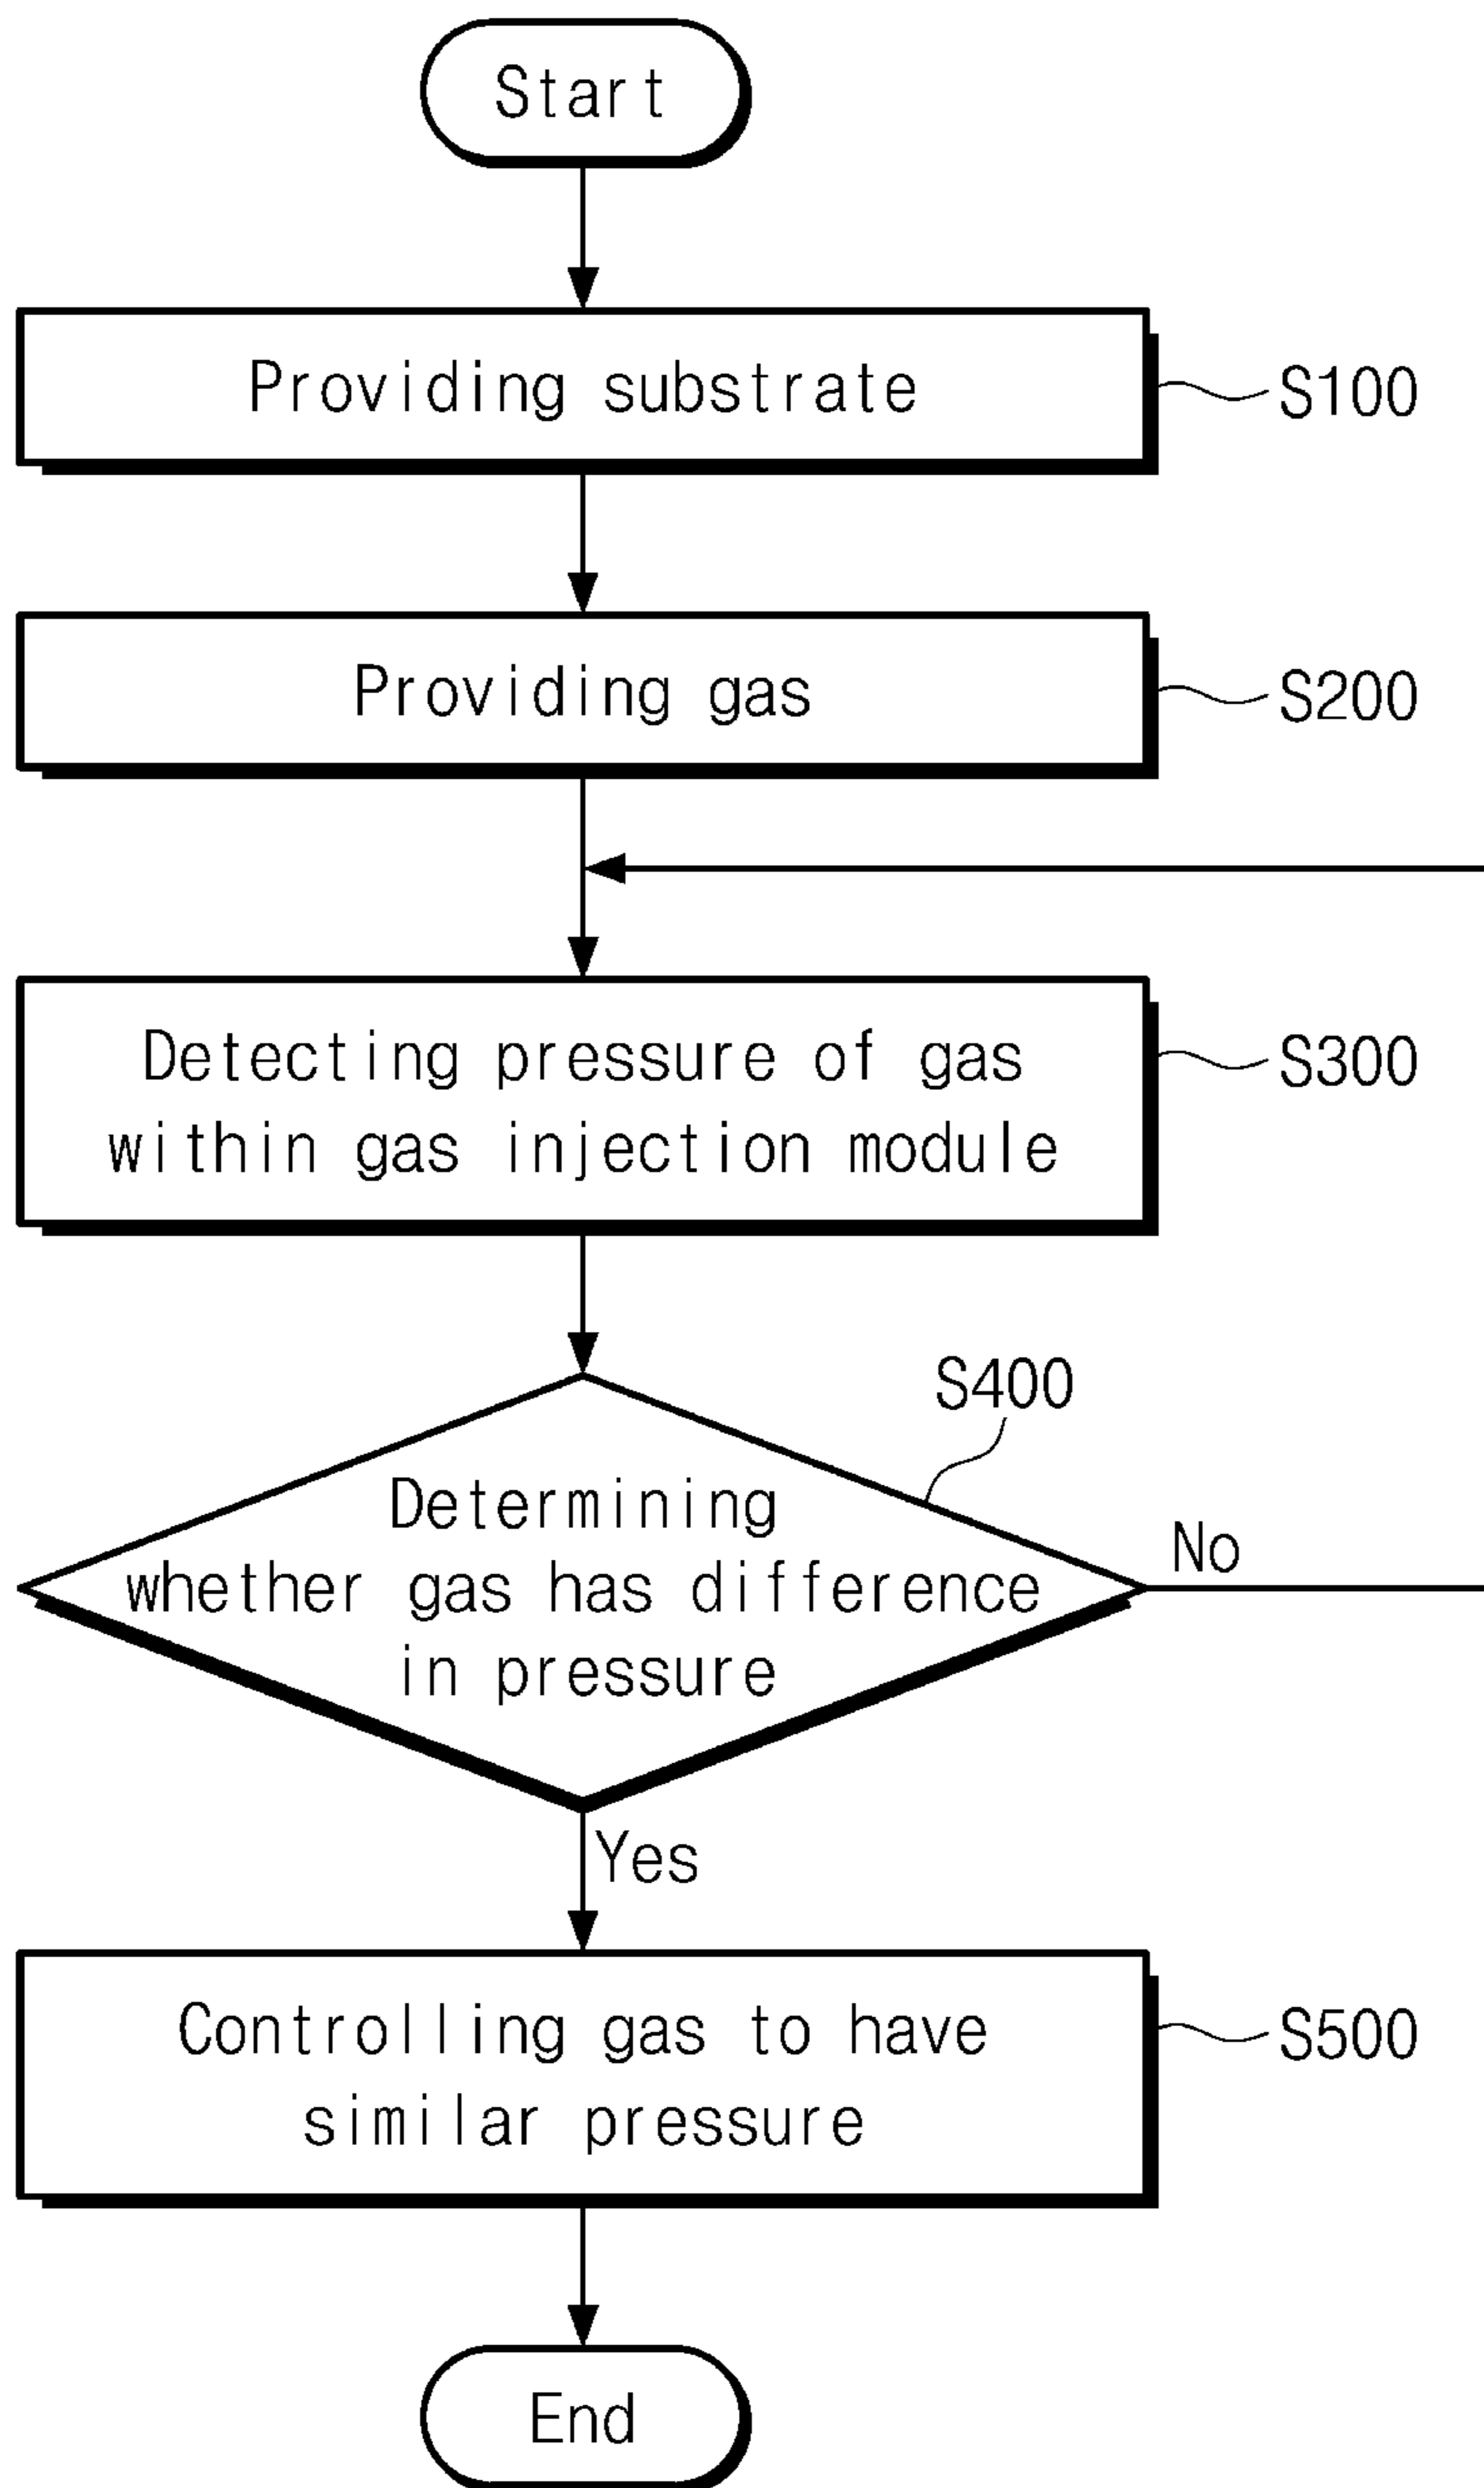 Start
Providing substrate
S100
Providing gas
S200
Detecting pressure of gas
within gas injection module
S300
S400
Determining
whether gas has difference
in pressure
No
Yes
Controlling gas to have
similar pressure
S500
End